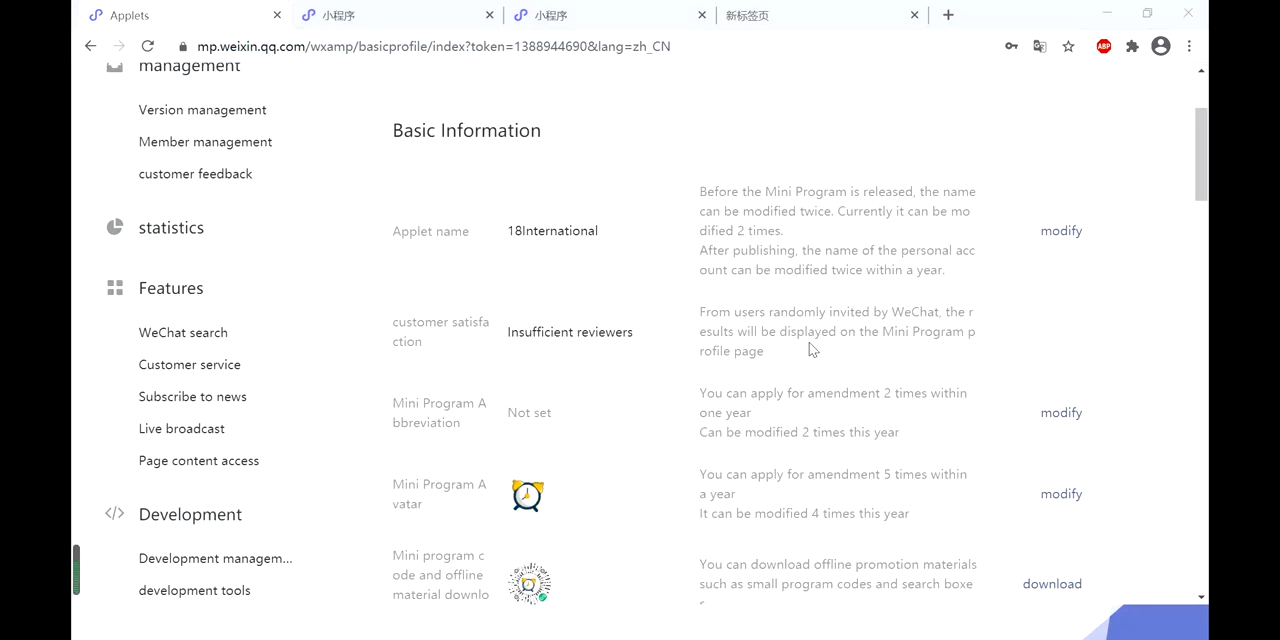 Applets
小程序
小程序
新标签页
mp.weixin.qq.com/wxamp/basicprofile/index?token=1388944690&lang=zh_CN
ABP
management
Version management
Member management
customer feedback
statistics
Features
WeChat search
Customer service
Subscribe to news
Live broadcast
Page content access
Development
Development managem...
development tools
Basic Information
Applet name
18International
Before the Mini Program is released, the name
can be modified twice. Currently it can be mo
dified 2 times.
After publishing, the name of the personal acc
ount can be modified twice within a year.
modify
customer satisfa
ction
Insufficient reviewers
From users randomly invited by WeChat, the r
esults will be displayed on the Mini Program p
rofile page
Mini Program A
bbreviation
Not set
You can apply for amendment 2 times within
one year
Can be modified 2 times this year
modify
Mini Program A
vatar
You can apply for amendment 5 times within
a year
It can be modified 4 times this year
modify
Mini program c
ode and offline
material downlo
You can download offline promotion materials
such as small program codes and search boxe
download